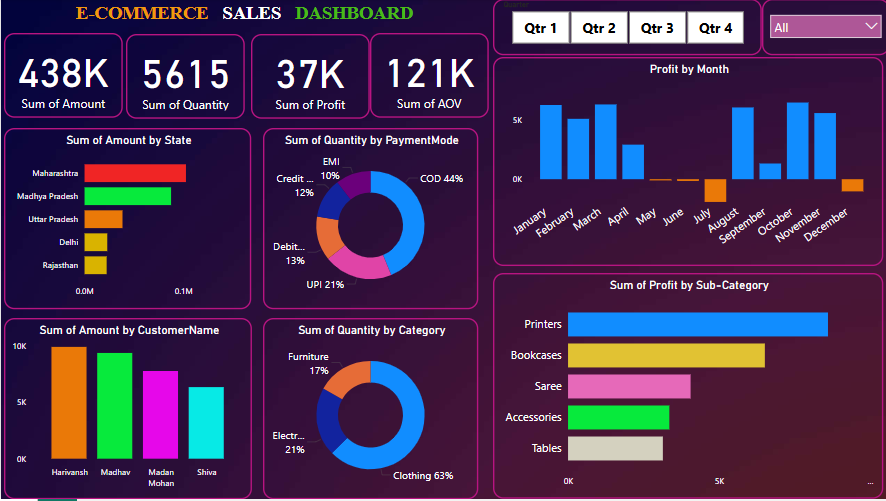 E-COMMERCE SALES DASHBOARD
Quarter
Qtr 1 Qtr 2 Qtr 3 Qtr 4
All
438K
Sum of Amount
5615
Sum of Quantity
37K
Sum of Profit
121K
Sum of AOV
Profit by Month
5K
0K
January
February
March
April
May
June
July
August
September
October
November
December
Sum of Amount by State
Maharashtra
Madhya Pradesh
Uttar Pradesh
Delhi
Rajasthan
0.0M 0.1M
Sum of Quantity by PaymentMode
EMI
10%
Credit ...
12%
Debit...
13%
UPI 21%
COD 44%
Sum of Profit by Sub-Category
Printers
Bookcases
Saree
Accessories
Tables
0K 5K ...
Sum of Amount by CustomerName
10K
5K
0K
Harivansh
Madhav
Madan
Mohan
Shiva
Sum of Quantity by Category
Furniture
17%
Electr...
21%
Clothing 63%